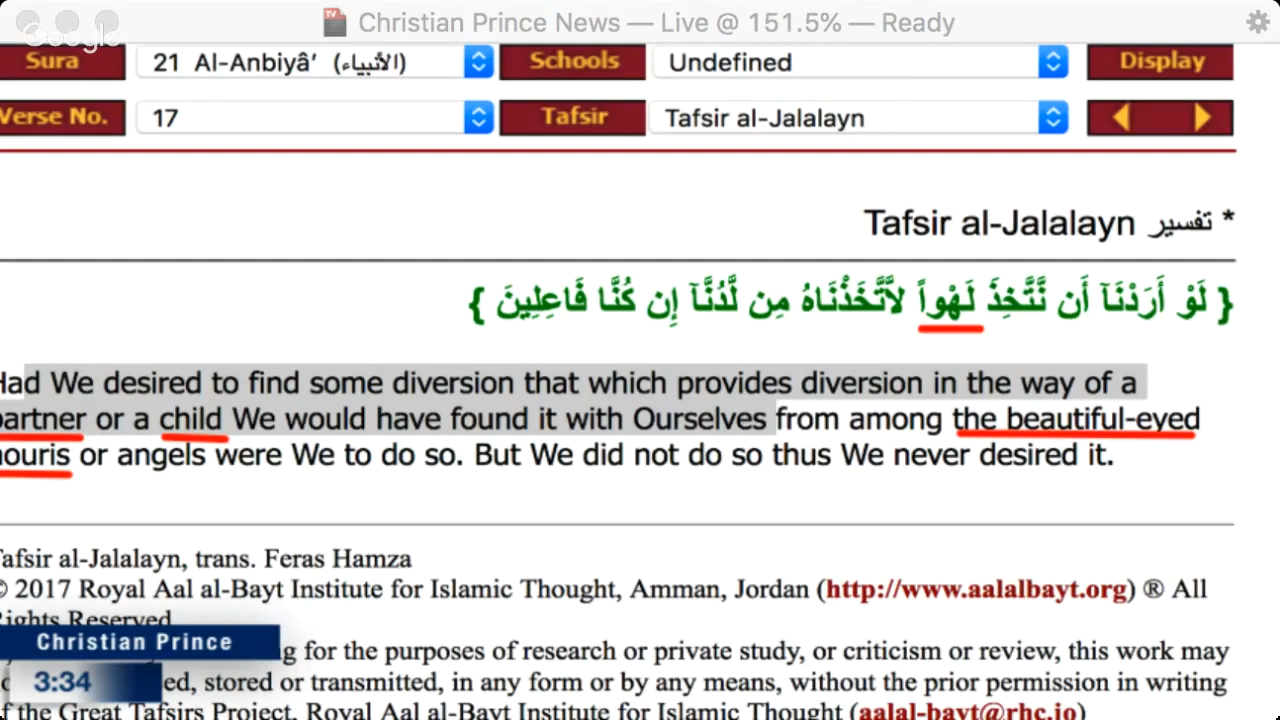 Christian Prince News — Live @ 151.5% — Ready
Google
Sura 21 Al-Anbiyâ’ (الأنبياء) Schools Undefined Display
Verse No. 17 Tafsir Tafsir al-Jalalayn
Tafsir al-Jalalayn تفسير *
{ لَوْ أَرَدْنَآ أَن نَّتَّخِذَ لَهْواً لاَّتَّخَذْنَاهُ مِن لَّدُنَّآ إِن كُنَّا فَاعِلِينَ }
Had We desired to find some diversion that which provides diversion in the way of a
partner or a child We would have found it with Ourselves from among the beautiful-eyed
houris or angels were We to do so. But We did not do so thus We never desired it.
Tafsir al-Jalalayn, trans. Feras Hamza
© 2017 Royal Aal al-Bayt Institute for Islamic Thought, Amman, Jordan (http://www.aalalbayt.org) ® All
Rights Reserved
Christian Prince
g for the purposes of research or private study, or criticism or review, this work may
3:34
ed, stored or transmitted, in any form or by any means, without the prior permission in writing
of the Great Tafsirs Project, Royal Aal al-Bayt Institute for Islamic Thought (aalal-bayt@rhc.jo)